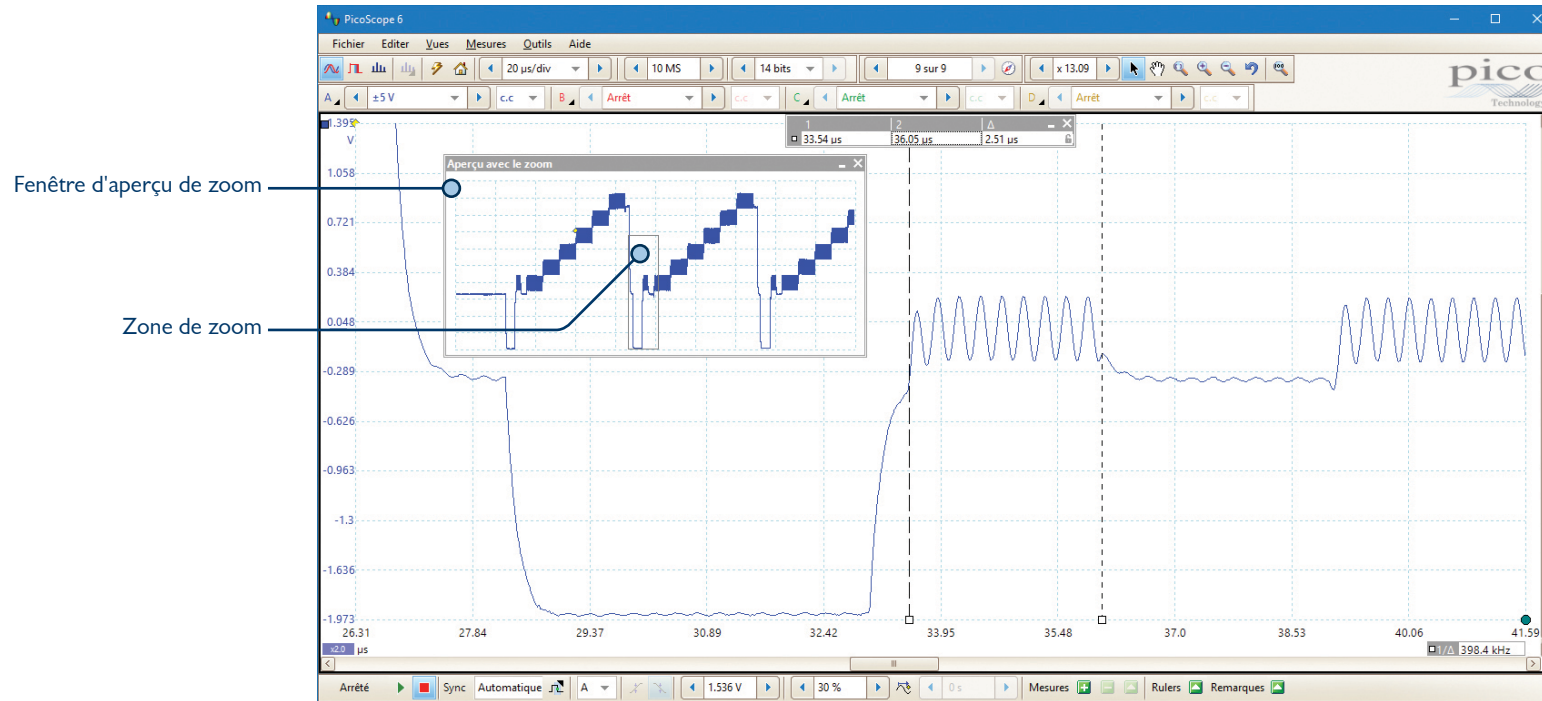 PicoScope 6
Fichier Editer Vues Mesures Outils Aide
20 µs/div 10 MS 14 bits 9 sur 9 x 13.09
pico
Technology
A ±5 V c.c B Arrêt c.c C Arrêt c.c D Arrêt c.c
1.395
V
1 2 Δ
33.54 µs 36.05 µs 2.51 µs
Aperçu avec le zoom
1.058
Fenêtre d'aperçu de zoom
0.721
0.384
Zone de zoom
0.048
-0.289
-0.626
-0.963
-1.3
-1.636
-1.973
26.31 27.84 29.37 30.89 32.42 33.95 35.48 37.0 38.53 40.06 41.59
x2.0 µs
1/Δ 398.4 kHz
Arrêté Sync Automatique A 1.536 V 30 % 0 s Mesures Rulers Remarques